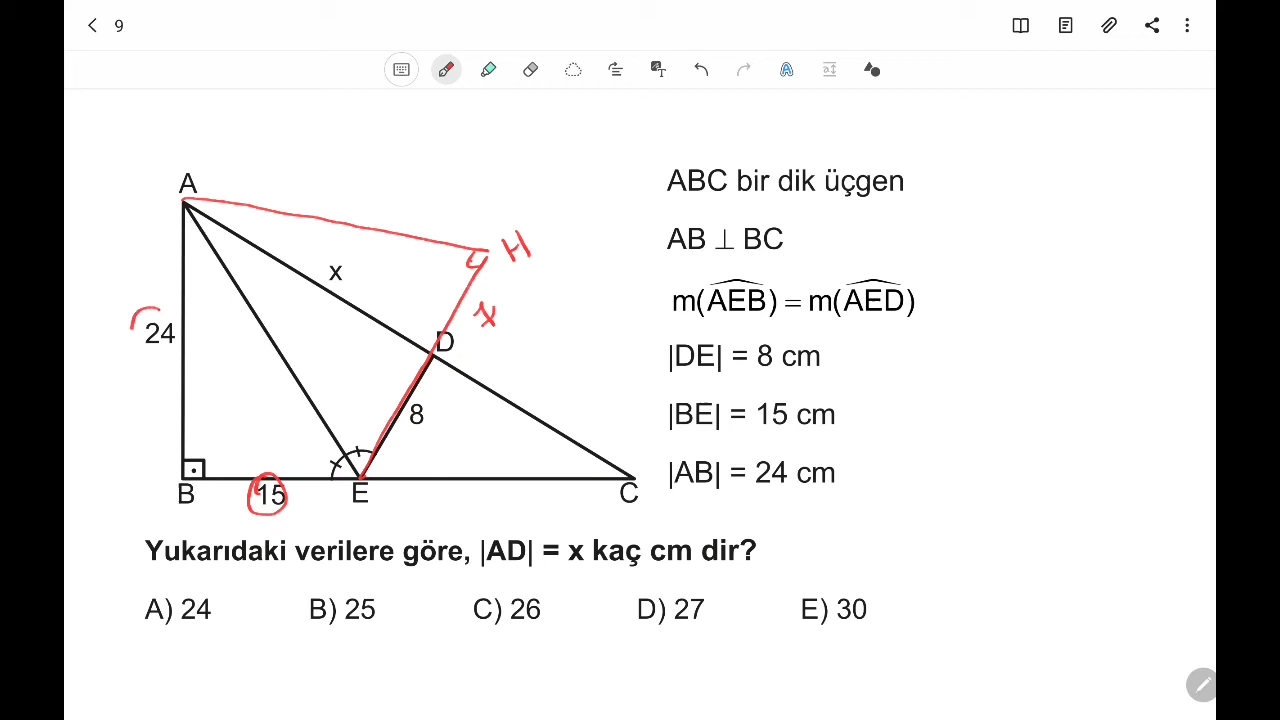 9
A
ABC bir dik üçgen
AB ⊥ BC
H
x
m(AEB) = m(AED)
x
24
D
|DE| = 8 cm
8
|BE| = 15 cm
|AB| = 24 cm
B
15
E
C
Yukarıdaki verilere göre, |AD| = x kaç cm dir?
A) 24 B) 25 C) 26 D) 27 E) 30